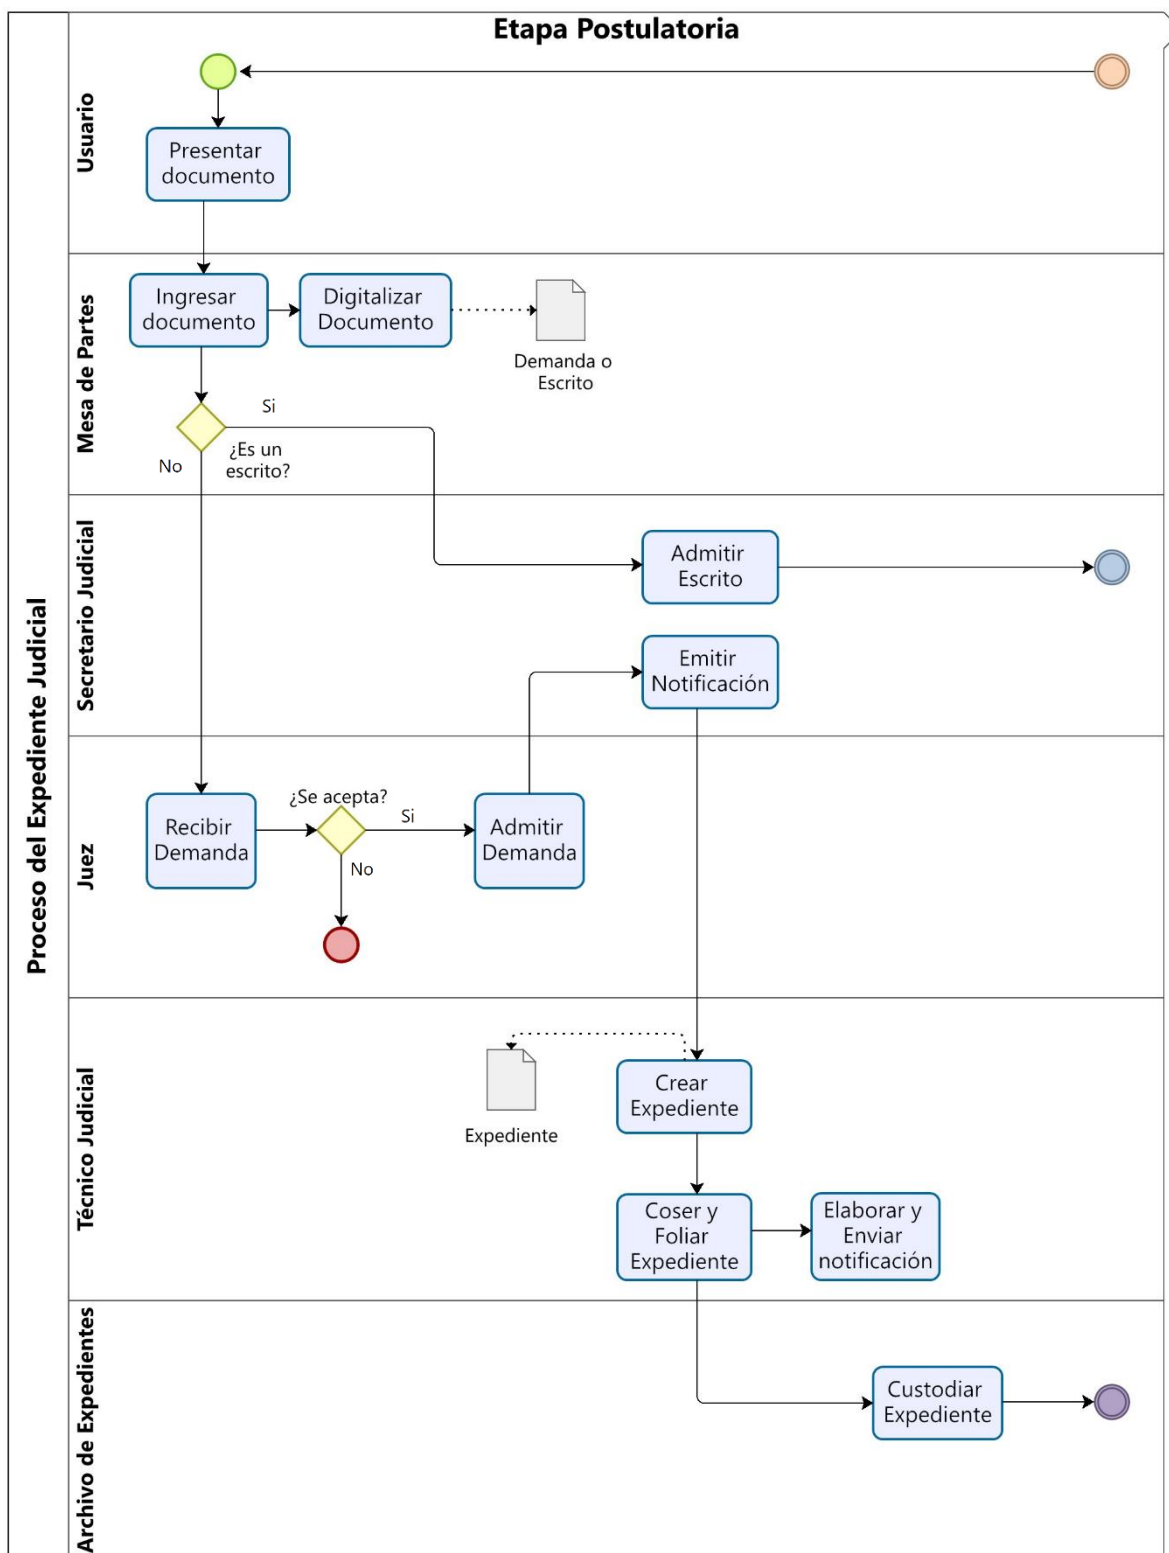 Etapa Postulatoria
Proceso del Expediente Judicial
Usuario
Presentar
documento
Mesa de Partes
Ingresar
documento
Digitalizar
Documento
Demanda o
Escrito
Si
¿Es un
escrito?
No
Secretario Judicial
Admitir
Escrito
Emitir
Notificación
Juez
Recibir
Demanda
¿Se acepta?
Si
No
Admitir
Demanda
Técnico Judicial
Expediente
Crear
Expediente
Coser y
Foliar
Expediente
Elaborar y
Enviar
notificación
Archivo de Expedientes
Custodiar
Expediente